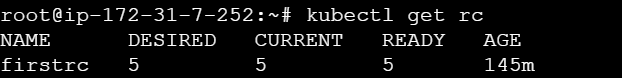 root@ip-172-31-7-252:~# kubectl get rc
NAME      DESIRED   CURRENT   READY   AGE
firstrc   5         5         5       145m